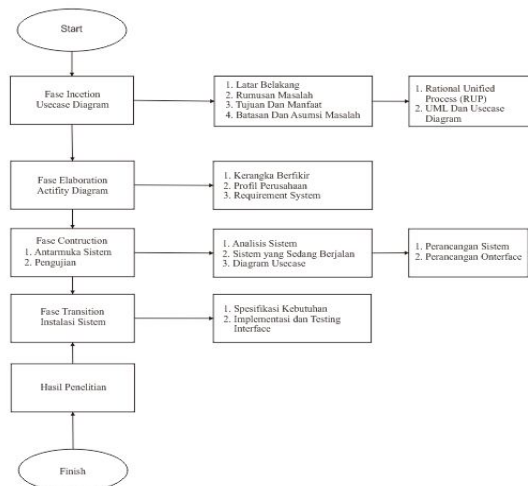 Start
Fase Incetion
Usecase Diagram
1. Latar Belakang
2. Rumusan Masalah
3. Tujuan Dan Manfaat
4. Batasan Dan Asumsi Masalah
1. Rational Unified
Process (RUP)
2. UML Dan Usecase
Diagram
Fase Elaboration
Actifity Diagram
1. Kerangka Berfikir
2. Profil Perusahaan
3. Requirement System
Fase Contruction
1. Antarmuka Sistem
2. Pengujian
1. Analisis Sistem
2. Sistem yang Sedang Berjalan
3. Diagram Usecase
1. Perancangan Sistem
2. Perancangan Onterface
Fase Transition
Instalasi Sistem
1. Spesifikasi Kebutuhan
2. Implementasi dan Testing
Interface
Hasil Penelitian
Finish